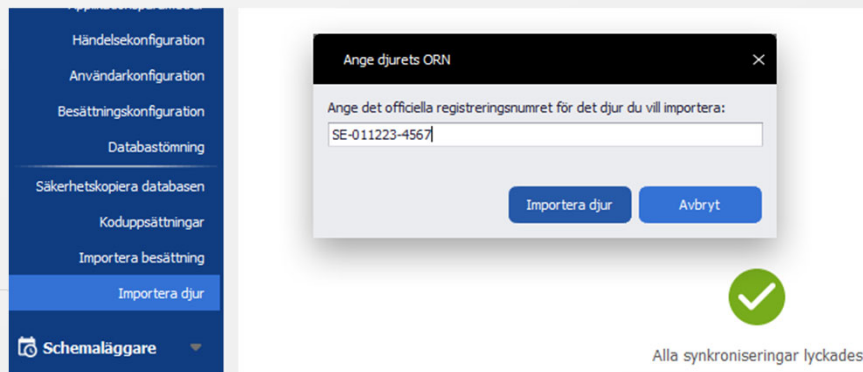 Händelsekonfiguration
Användarkonfiguration
Besättningskonfiguration
Databastömning
Säkerhetskopiera databasen
Koduppsättningar
Importera besättning
Importera djur
Schemaläggare
Ange djurets ORN
Ange det officiella registreringsnumret för det djur du vill importera:
SE-011223-4567
Importera djur
Avbryt
Alla synkroniseringar lyckades